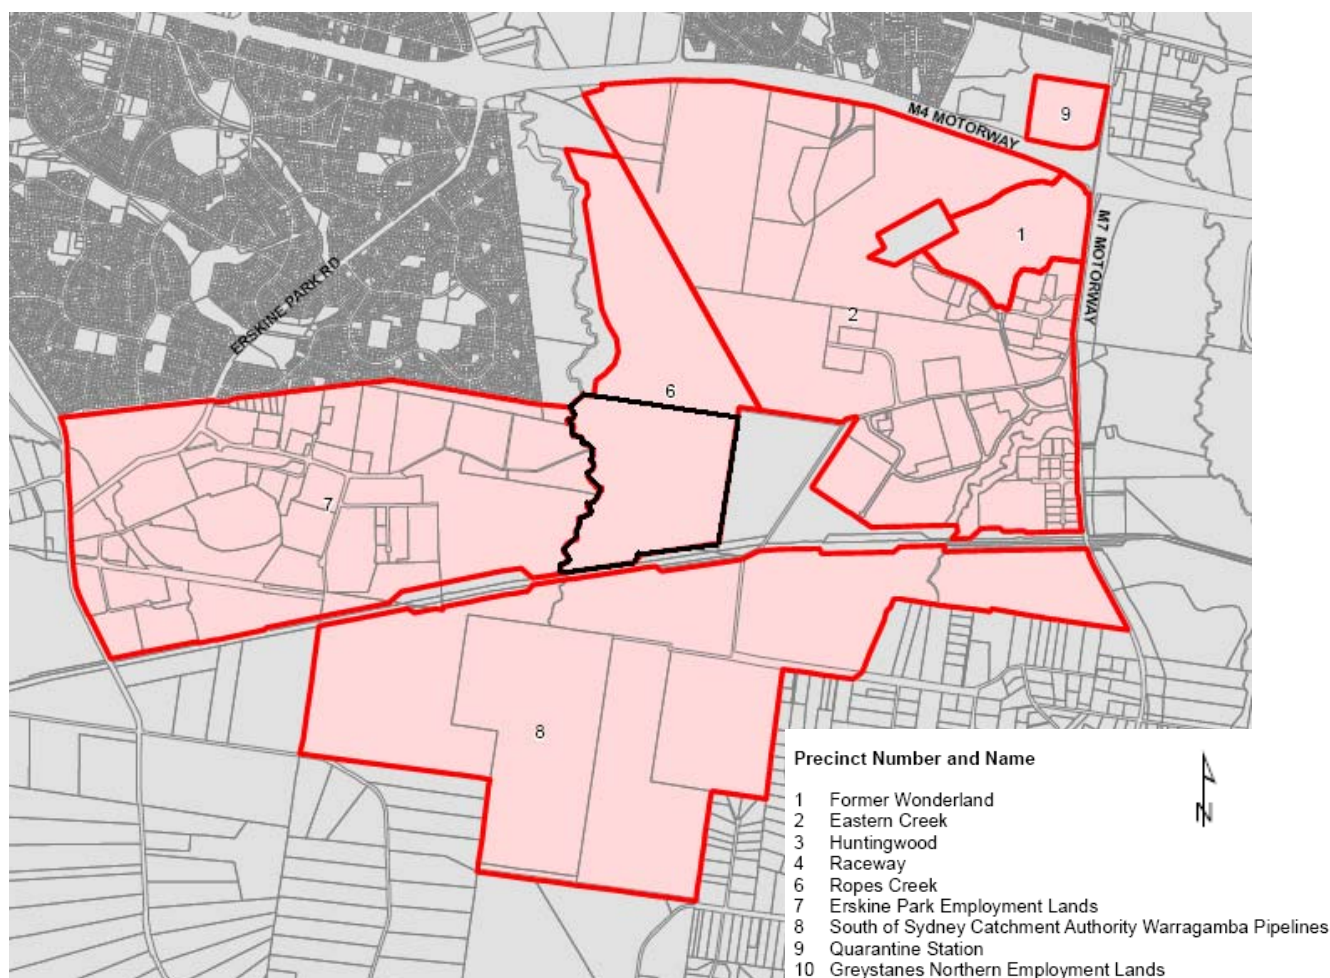 M4 MOTORWAY
9
1
M7 MOTORWAY
ERSKINE PARK RD
2
6
7
8
Precinct Number and Name
1 Former Wonderland
2 Eastern Creek
3 Huntingwood
4 Raceway
6 Ropes Creek
7 Erskine Park Employment Lands
8 South of Sydney Catchment Authority Warragamba Pipelines
9 Quarantine Station
10 Greystanes Northern Employment Lands
N